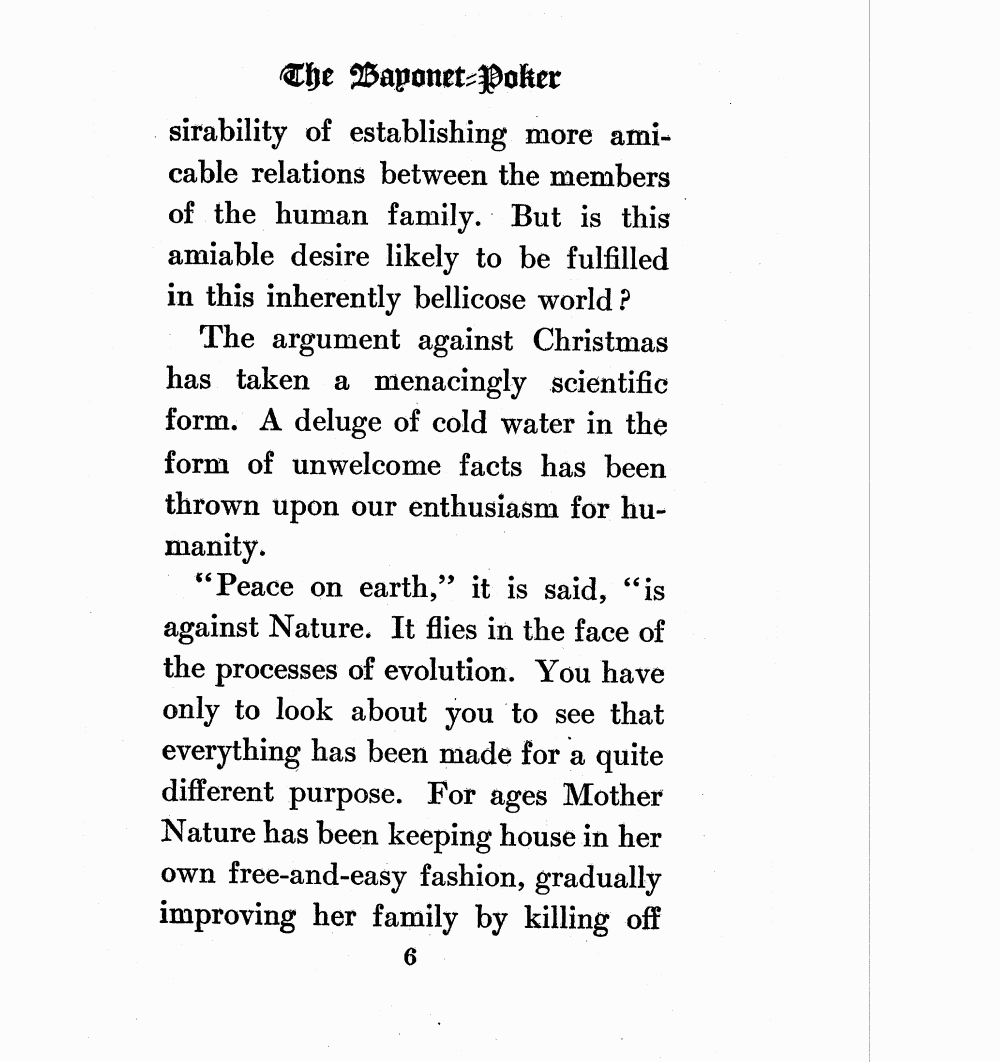 The Bayonet-Poker
sirability of establishing more ami-
cable relations between the members
of the human family. But is this
amiable desire likely to be fulfilled
in this inherently bellicose world?
The argument against Christmas
has taken a menacingly scientific
form. A deluge of cold water in the
form of unwelcome facts has been
thrown upon our enthusiasm for hu-
manity.
“Peace on earth,” it is said, “is
against Nature. It flies in the face of
the processes of evolution. You have
only to look about you to see that
everything has been made for a quite
different purpose. For ages Mother
Nature has been keeping house in her
own free-and-easy fashion, gradually
improving her family by killing off
6